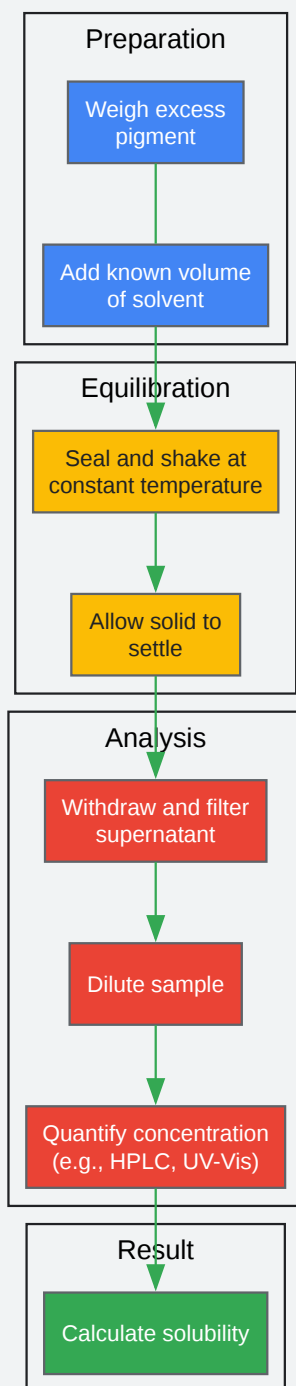 Preparation
Weigh excess
pigment
Add known volume
of solvent
Equilibration
Seal and shake at
constant temperature
Allow solid to
settle
Analysis
Withdraw and filter
supernatant
Dilute sample
Quantify concentration
(e.g., HPLC, UV-Vis)
Result
Calculate solubility